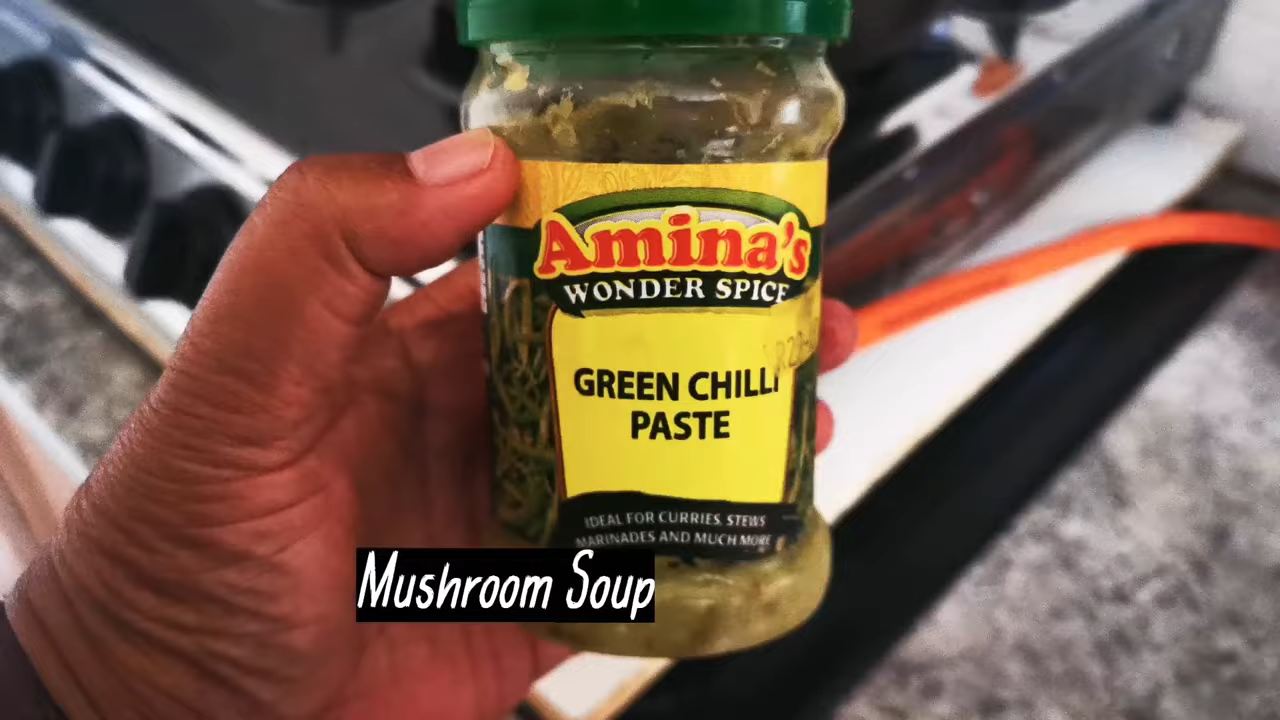 Amina's
WONDER SPICE
GREEN CHILLI
PASTE
IDEAL FOR CURRIES, STEWS
MARINADES AND MUCH MORE
Mushroom Soup